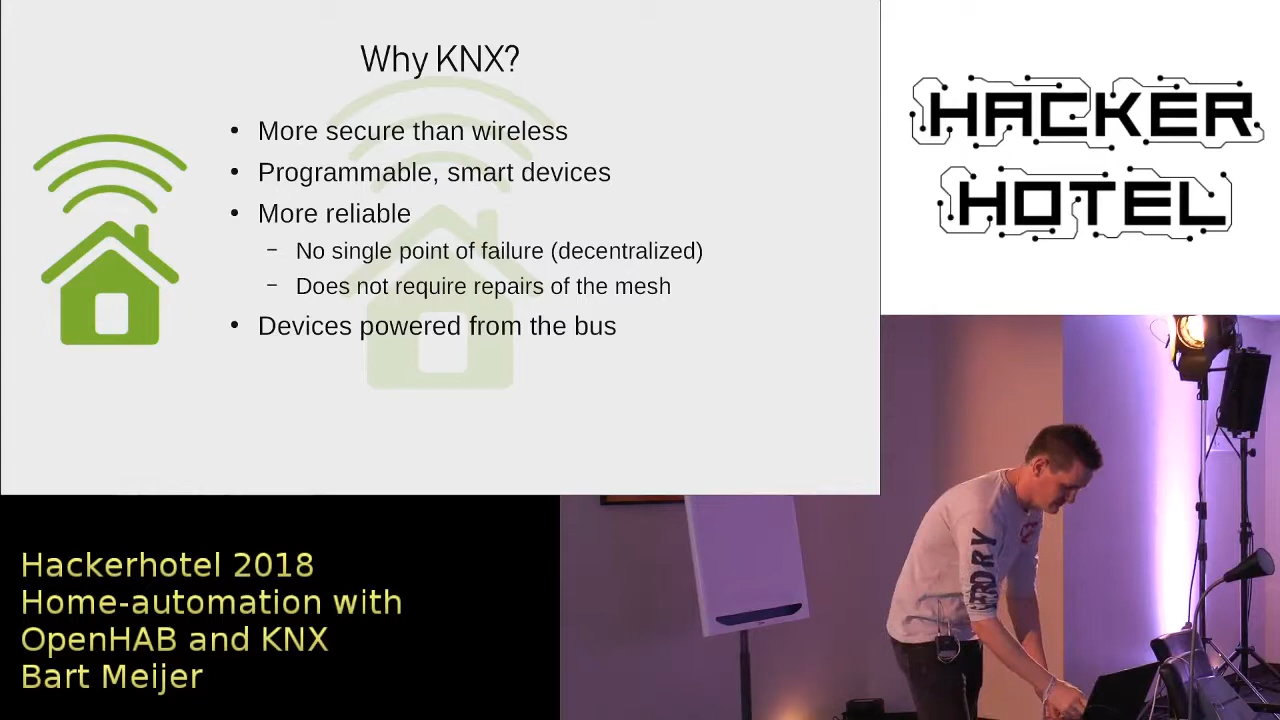 Why KNX?
• More secure than wireless
• Programmable, smart devices
• More reliable
– No single point of failure (decentralized)
– Does not require repairs of the mesh
• Devices powered from the bus
HACKER
HOTEL
Hackerhotel 2018
Home-automation with
OpenHAB and KNX
Bart Meijer